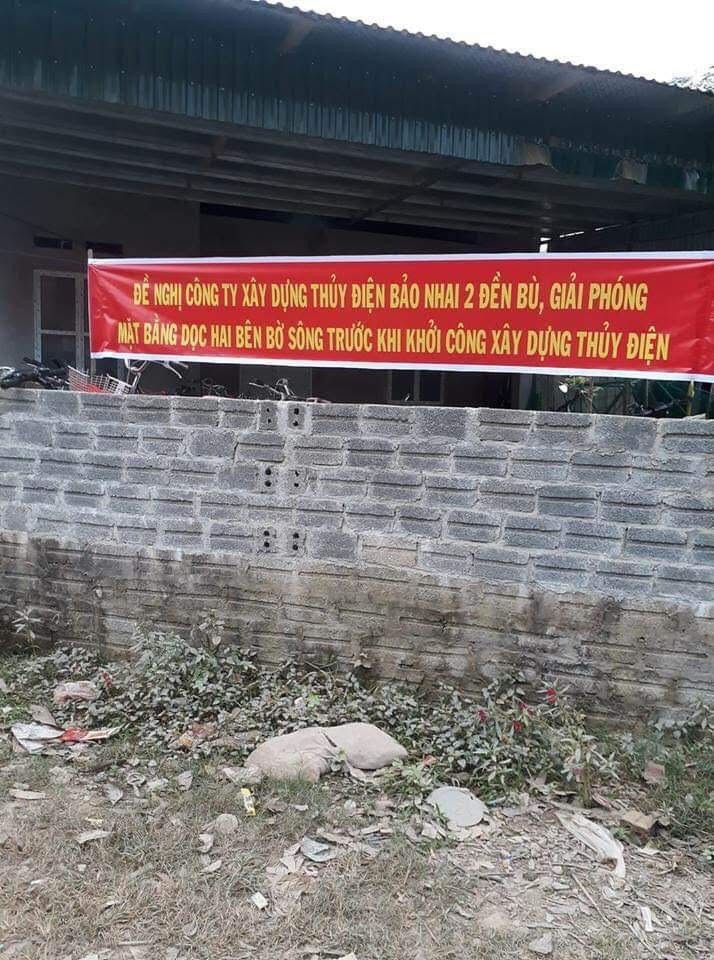 ĐỀ NGHỊ CÔNG TY XÂY DỰNG THỦY ĐIỆN BẢO NHAI 2 ĐỀN BÙ, GIẢI PHÓNG
MẶT BẰNG DỌC HAI BÊN BỜ SÔNG TRƯỚC KHI KHỞI CÔNG XÂY DỰNG THỦY ĐIỆN